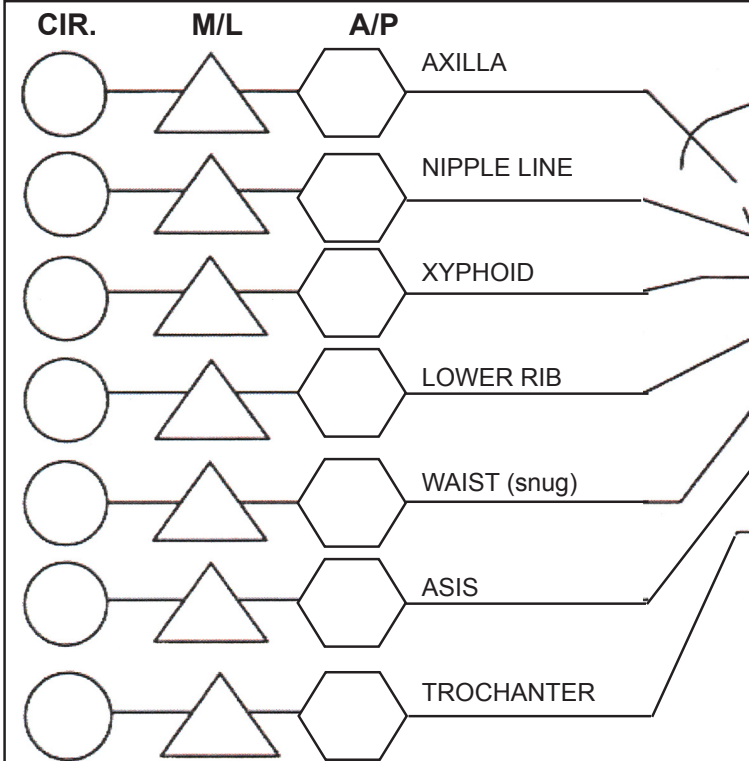 CIR. M/L A/P
AXILLA
NIPPLE LINE
XYPHOID
LOWER RIB
WAIST (snug)
ASIS
TROCHANTER